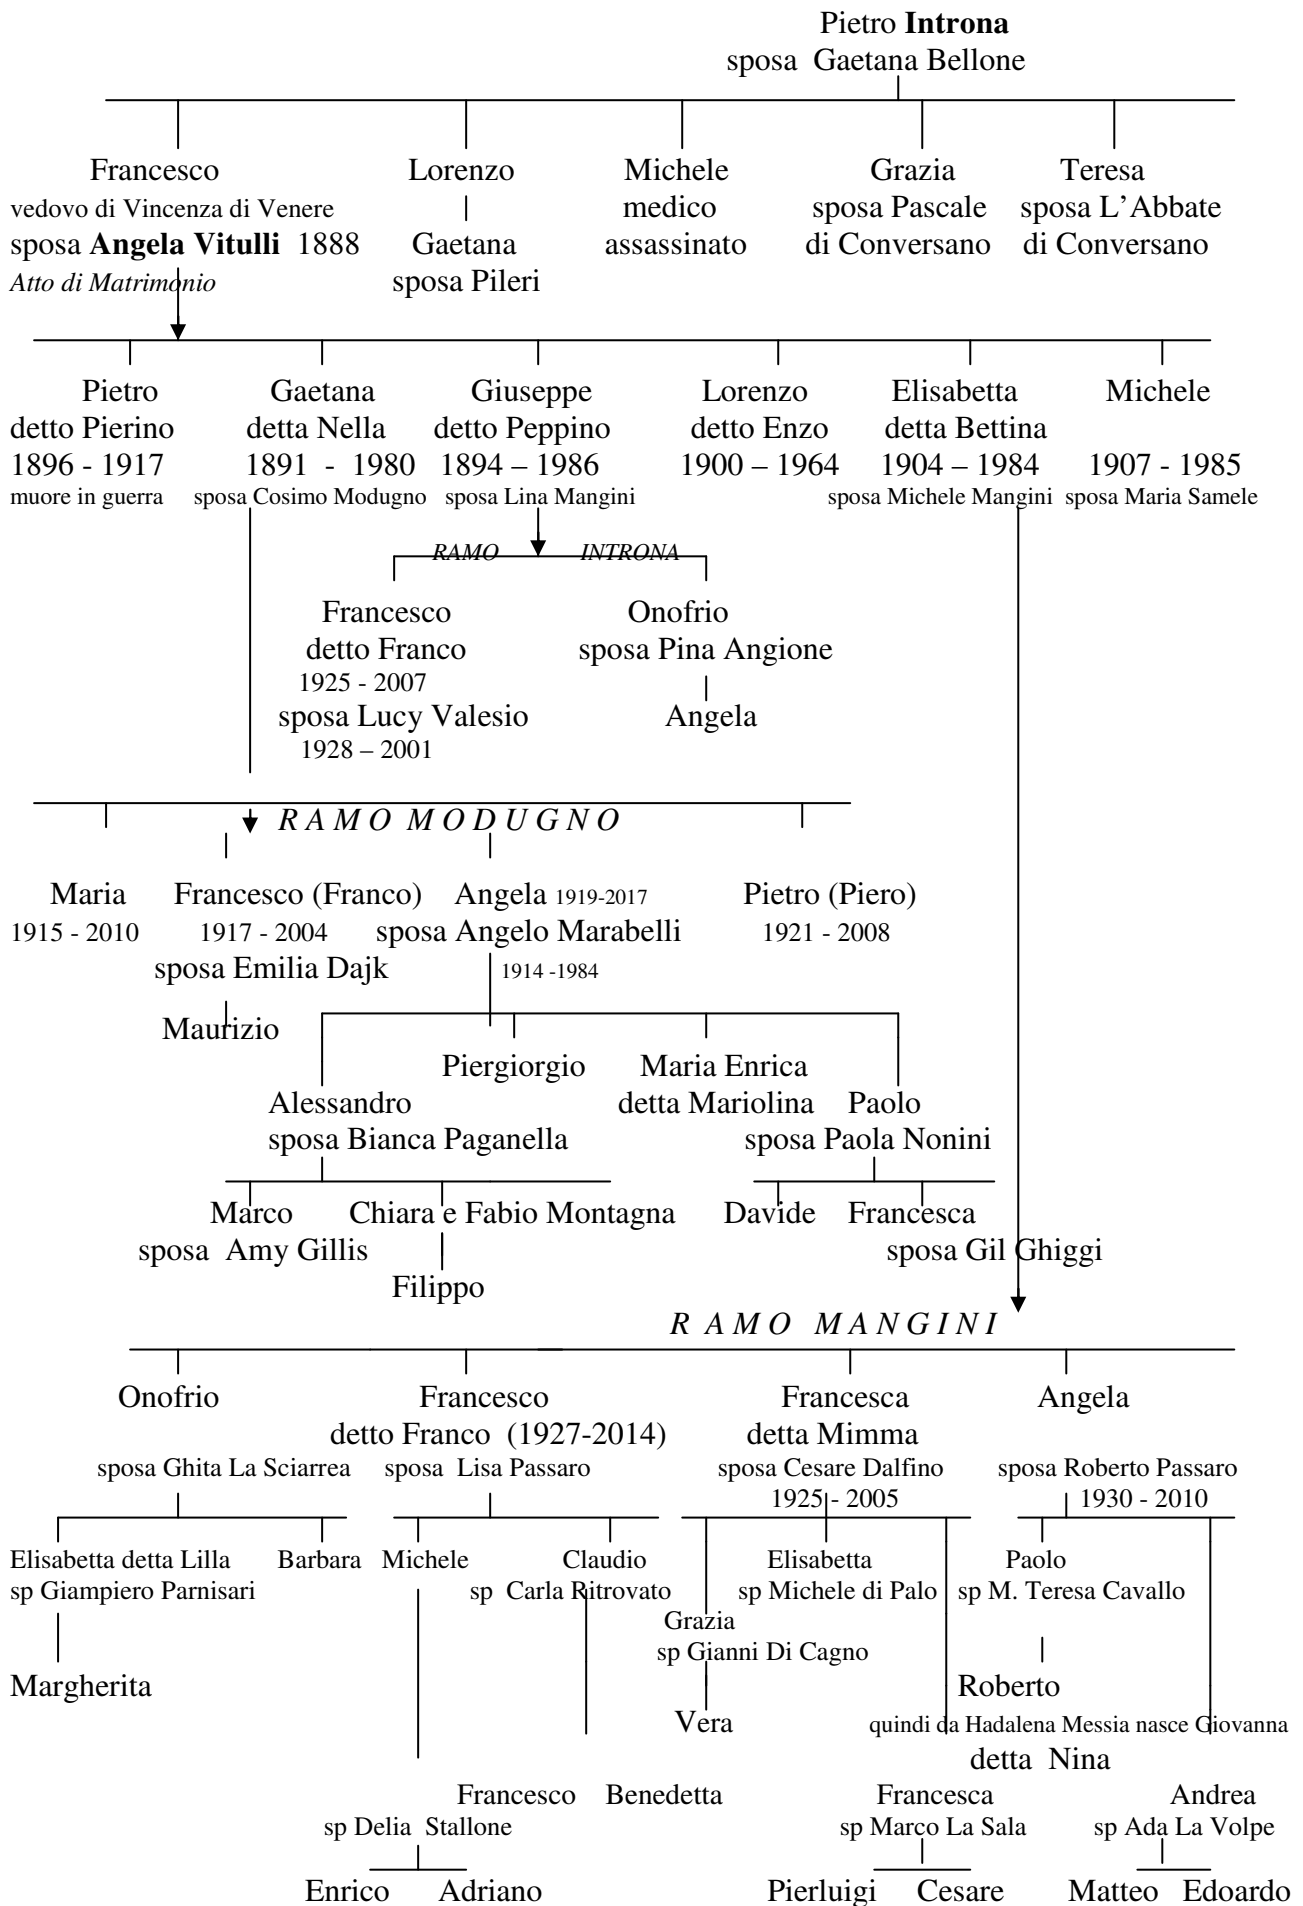 Pietro Introna
sposa Gaetana Bellone
Francesco Lorenzo Michele Grazia Teresa
vedovo di Vincenza di Venere medico sposa Pascale sposa L'Abbate
sposa Angela Vitulli 1888 Gaetana assassinato di Conversano di Conversano
Atto di Matrimonio sposa Pileri
Pietro Gaetana Giuseppe Lorenzo Elisabetta Michele
detto Pierino detta Nella detto Peppino detto Enzo detta Bettina
1896 - 1917 1891 - 1980 1894 – 1986 1900 – 1964 1904 – 1984 1907 - 1985
muore in guerra sposa Cosimo Modugno sposa Lina Mangini sposa Michele Mangini sposa Maria Samele
RAMO INTRONA
Francesco Onofrio
detto Franco sposa Pina Angione
1925 - 2007
sposa Lucy Valesio Angela
1928 – 2001
RAMO MODUGNO
Maria Francesco (Franco) Angela 1919-2017 Pietro (Piero)
1915 - 2010 1917 - 2004 sposa Angelo Marabelli 1921 - 2008
sposa Emilia Dajk 1914 -1984
Maurizio
Piergiorgio Maria Enrica
Alessandro detta Mariolina Paolo
sposa Bianca Paganella sposa Paola Nonini
Marco Chiara e Fabio Montagna Davide Francesca
sposa Amy Gillis sposa Gil Ghiggi
Filippo
RAMO MANGINI
Onofrio Francesco Francesca Angela
detto Franco (1927-2014) detta Mimma
sposa Ghita La Sciarrea sposa Lisa Passaro sposa Cesare Dalfino sposa Roberto Passaro
1925 - 2005 1930 - 2010
Elisabetta detta Lilla Barbara Michele Claudio Elisabetta Paolo
sp Giampiero Parnisari sp Carla Ritrovato sp Michele di Palo sp M. Teresa Cavallo
Grazia
sp Gianni Di Cagno
Margherita Roberto
Vera quindi da Hadalena Messia nasce Giovanna
detta Nina
Francesco Benedetta Francesca Andrea
sp Delia Stallone sp Marco La Sala sp Ada La Volpe
Enrico Adriano Pierluigi Cesare Matteo Edoardo